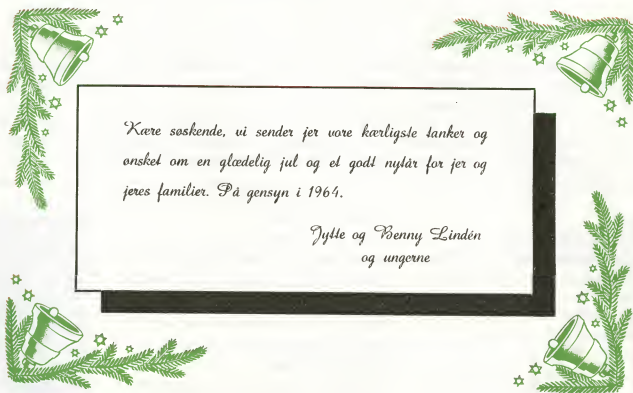 Kære søskende, vi sender jer vore kærligste tanker og
ønsket om en glædelig jul og et godt nytår for jer og
jeres familier. På gensyn i 1964.
Jytte og Benny Lindén
og ungerne